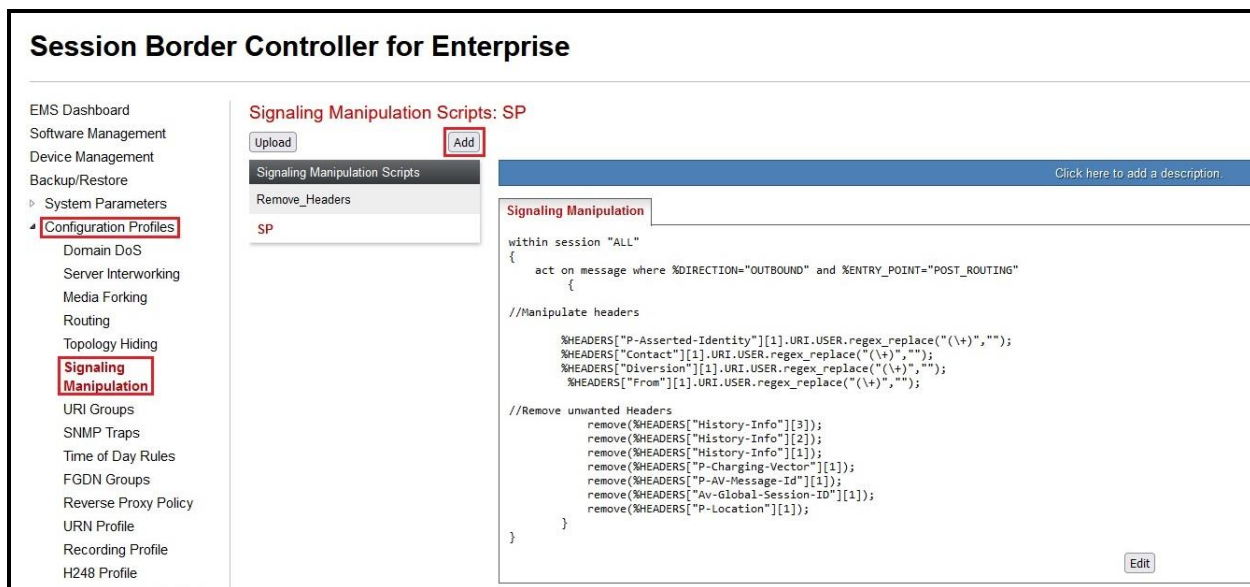 Session Border Controller for Enterprise
EMS Dashboard
Software Management
Device Management
Backup/Restore
System Parameters
Configuration Profiles
Domain DoS
Server Interworking
Media Forking
Routing
Topology Hiding
Signaling
Manipulation
URI Groups
SNMP Traps
Time of Day Rules
FGDN Groups
Reverse Proxy Policy
URN Profile
Recording Profile
H248 Profile
Signaling Manipulation Scripts: SP
Upload
Add
Signaling Manipulation Scripts
Remove_Headers
SP
Click here to add a description.
Signaling Manipulation
within session "ALL"
{
act on message where %DIRECTION="OUTBOUND" and %ENTRY_POINT="POST_ROUTING"
{
//Manipulate headers
%HEADERS["P-Asserted-Identity"][1].URI.USER.regex_replace("(\+)","");
%HEADERS["Contact"][1].URI.USER.regex_replace("(\+)","");
%HEADERS["Diversion"][1].URI.USER.regex_replace("(\+)","");
%HEADERS["From"][1].URI.USER.regex_replace("(\+)","");
//Remove unwanted Headers
remove(%HEADERS["History-Info"][3]);
remove(%HEADERS["History-Info"][2]);
remove(%HEADERS["History-Info"][1]);
remove(%HEADERS["P-Charging-Vector"][1]);
remove(%HEADERS["P-AV-Message-Id"][1]);
remove(%HEADERS["Av-Global-Session-ID"][1]);
remove(%HEADERS["P-Location"][1]);
}
}
Edit